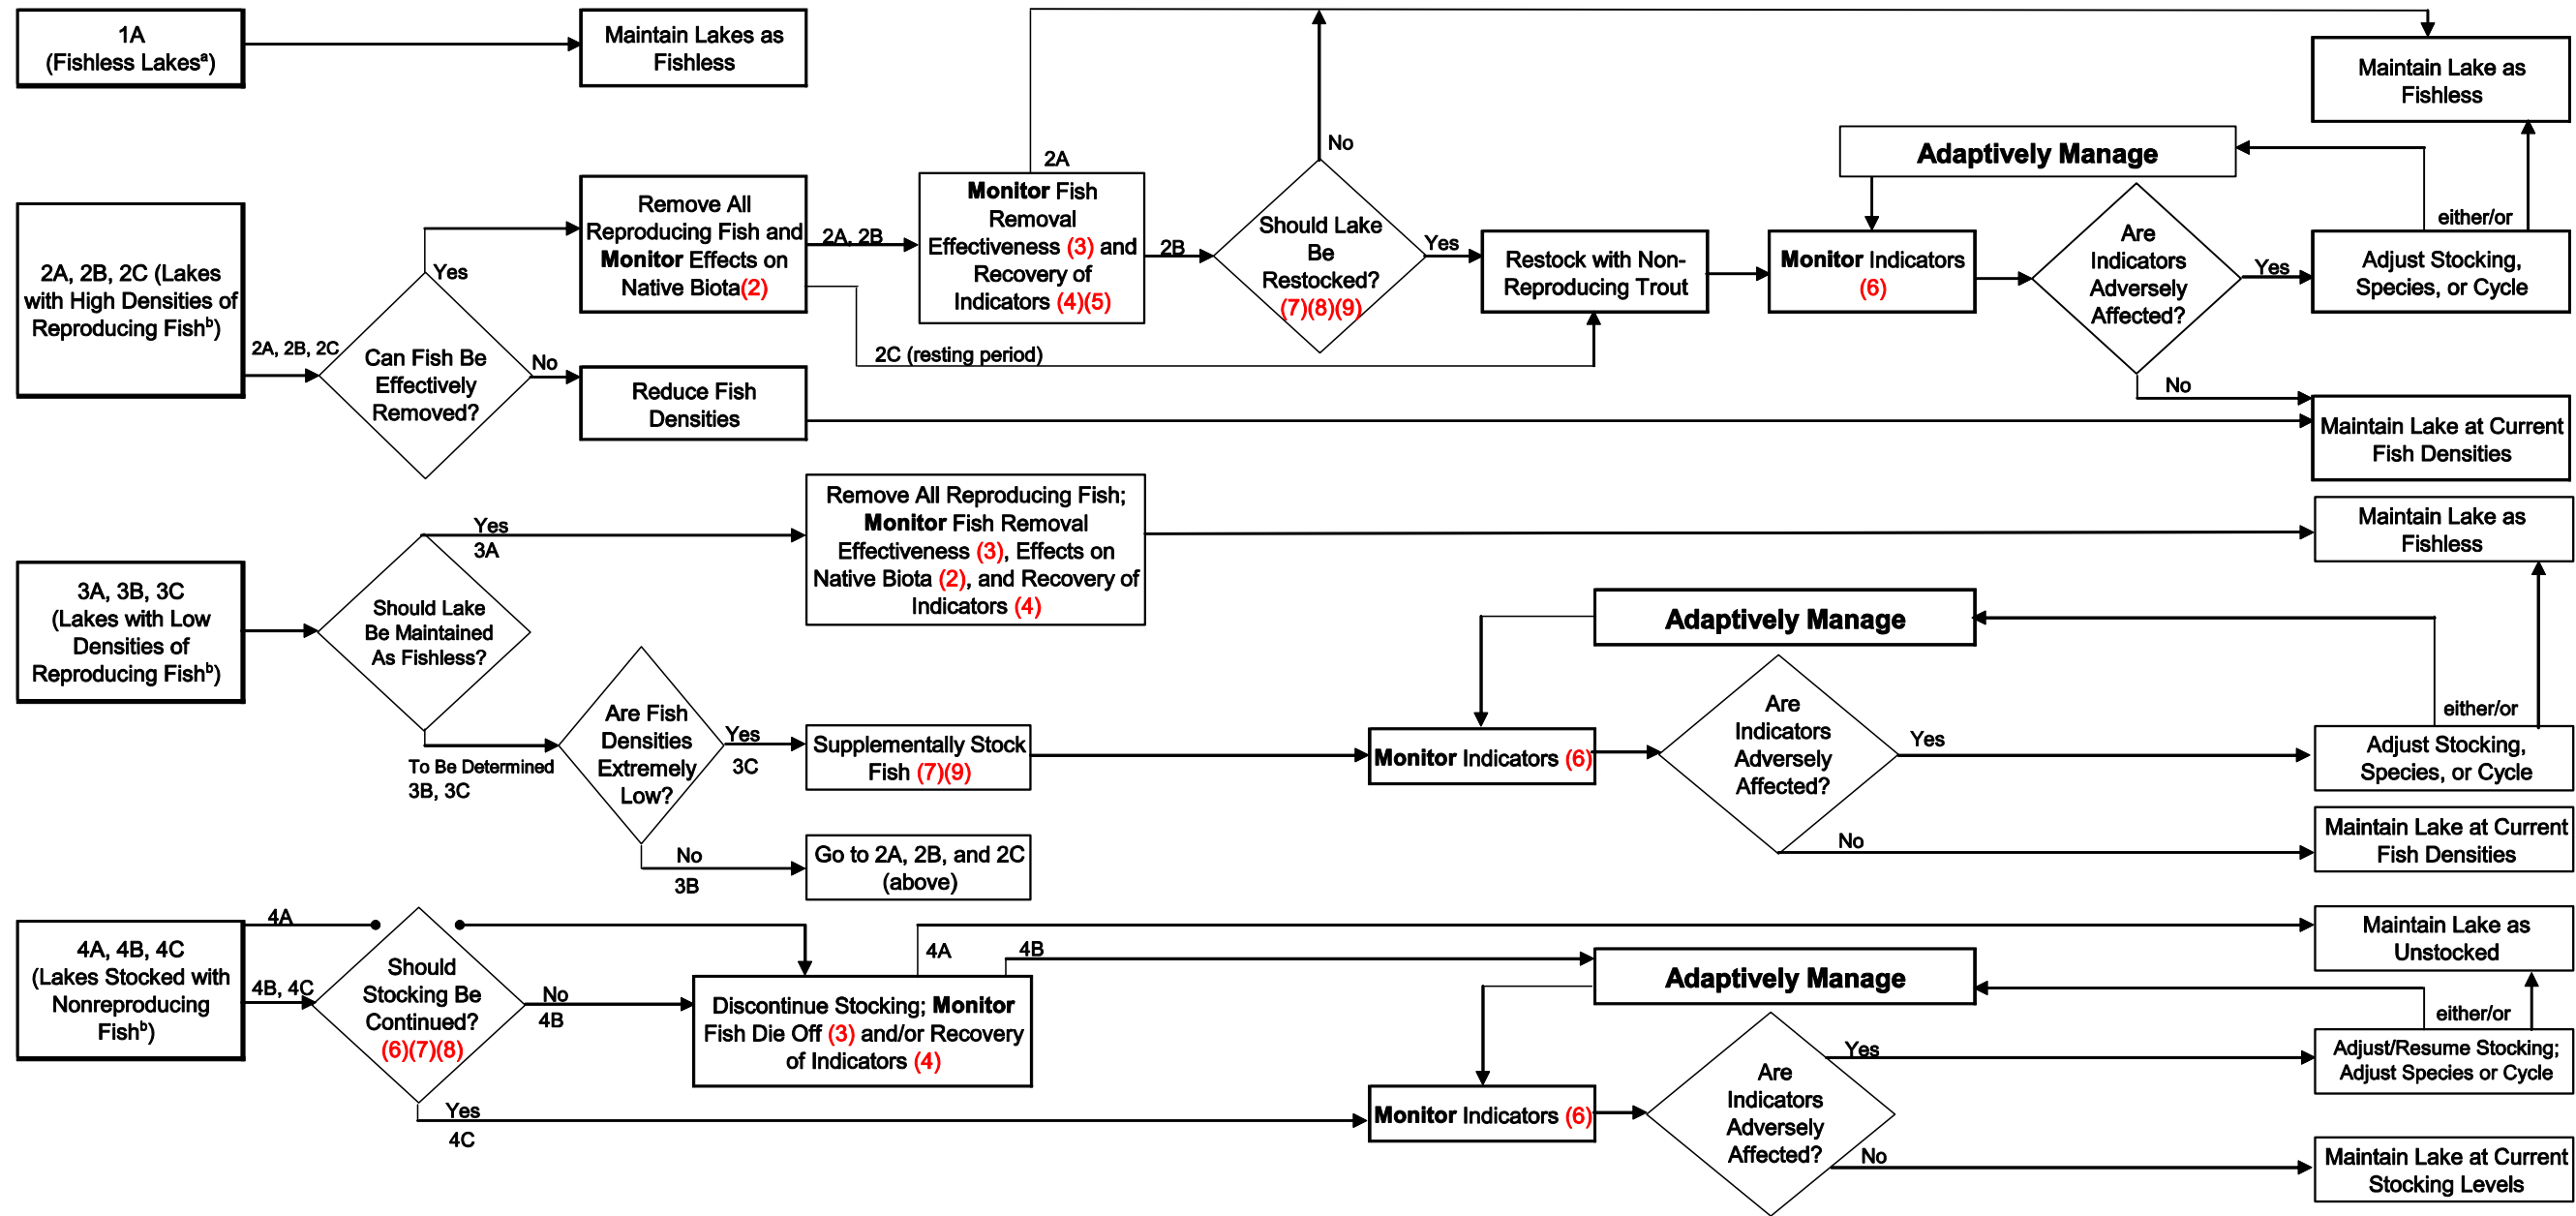 1A
(Fishless Lakesª)
Maintain Lakes as
Fishless
Maintain Lake as
Fishless
2A, 2B, 2C (Lakes
with High Densities of
Reproducing Fishᵇ)
2A, 2B, 2C
Can Fish Be
Effectively
Removed?
Yes
No
Remove All
Reproducing Fish and
Monitor Effects on
Native Biota(2)
Reduce Fish
Densities
2A, 2B
2C (resting period)
2A
Monitor Fish
Removal
Effectiveness (3) and
Recovery of
Indicators (4)(5)
2B
No
Should Lake
Be
Restocked?
(7)(8)(9)
Yes
Restock with Non-
Reproducing Trout
Adaptively Manage
Monitor Indicators
(6)
Are
Indicators
Adversely
Affected?
Yes
No
either/or
Adjust Stocking,
Species, or Cycle
Maintain Lake at Current
Fish Densities
3A, 3B, 3C
(Lakes with Low
Densities of
Reproducing Fishᵇ)
Should Lake
Be Maintained
As Fishless?
Yes
3A
Remove All Reproducing Fish;
Monitor Fish Removal
Effectiveness (3), Effects on
Native Biota (2), and Recovery of
Indicators (4)
Maintain Lake as
Fishless
To Be Determined
3B, 3C
Are Fish
Densities
Extremely
Low?
Yes
3C
Supplementally Stock
Fish (7)(9)
No
3B
Go to 2A, 2B, and 2C
(above)
Adaptively Manage
Monitor Indicators (6)
Are
Indicators
Adversely
Affected?
Yes
No
either/or
Adjust Stocking,
Species, or Cycle
Maintain Lake at Current
Fish Densities
4A, 4B, 4C
(Lakes Stocked with
Nonreproducing
Fishᵇ)
4A
4B, 4C
Should
Stocking Be
Continued?
(6)(7)(8)
No
4B
Yes
4C
Discontinue Stocking; Monitor
Fish Die Off (3) and/or Recovery
of Indicators (4)
4A
4B
Adaptively Manage
Monitor Indicators (6)
Are
Indicators
Adversely
Affected?
Yes
No
Maintain Lake as
Unstocked
either/or
Adjust/Resume Stocking;
Adjust Species or Cycle
Maintain Lake at Current
Stocking Levels